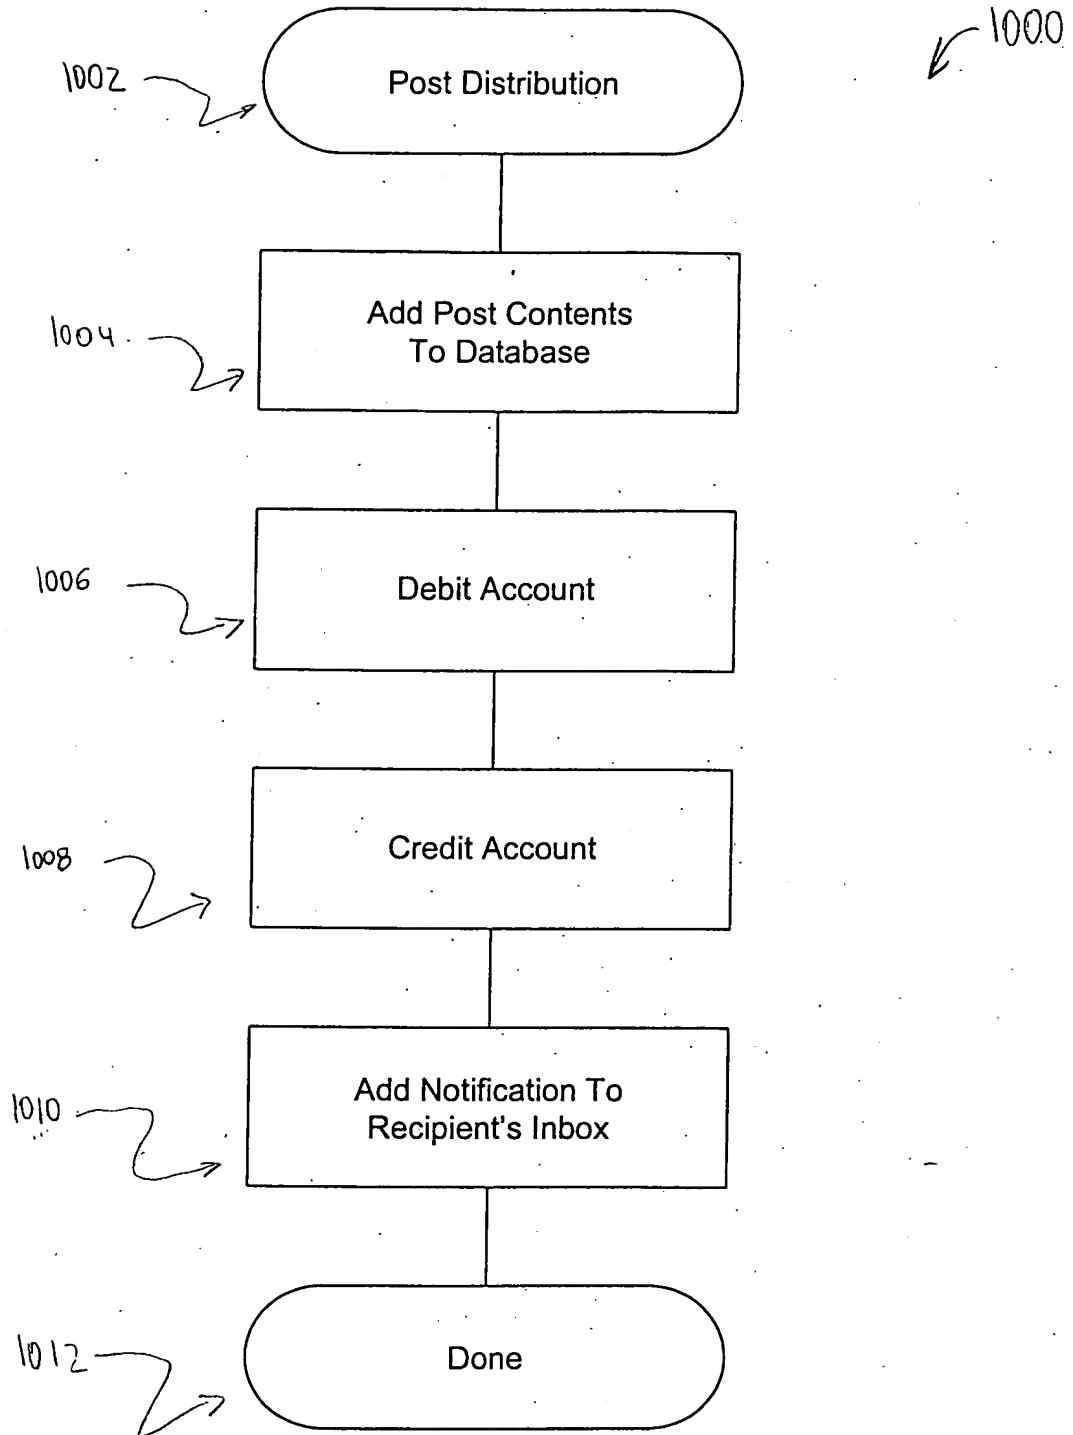 1000
1002
Post Distribution
1004
Add Post Contents
To Database
1006
Debit Account
1008
Credit Account
1010
Add Notification To
Recipient's Inbox
1012
Done